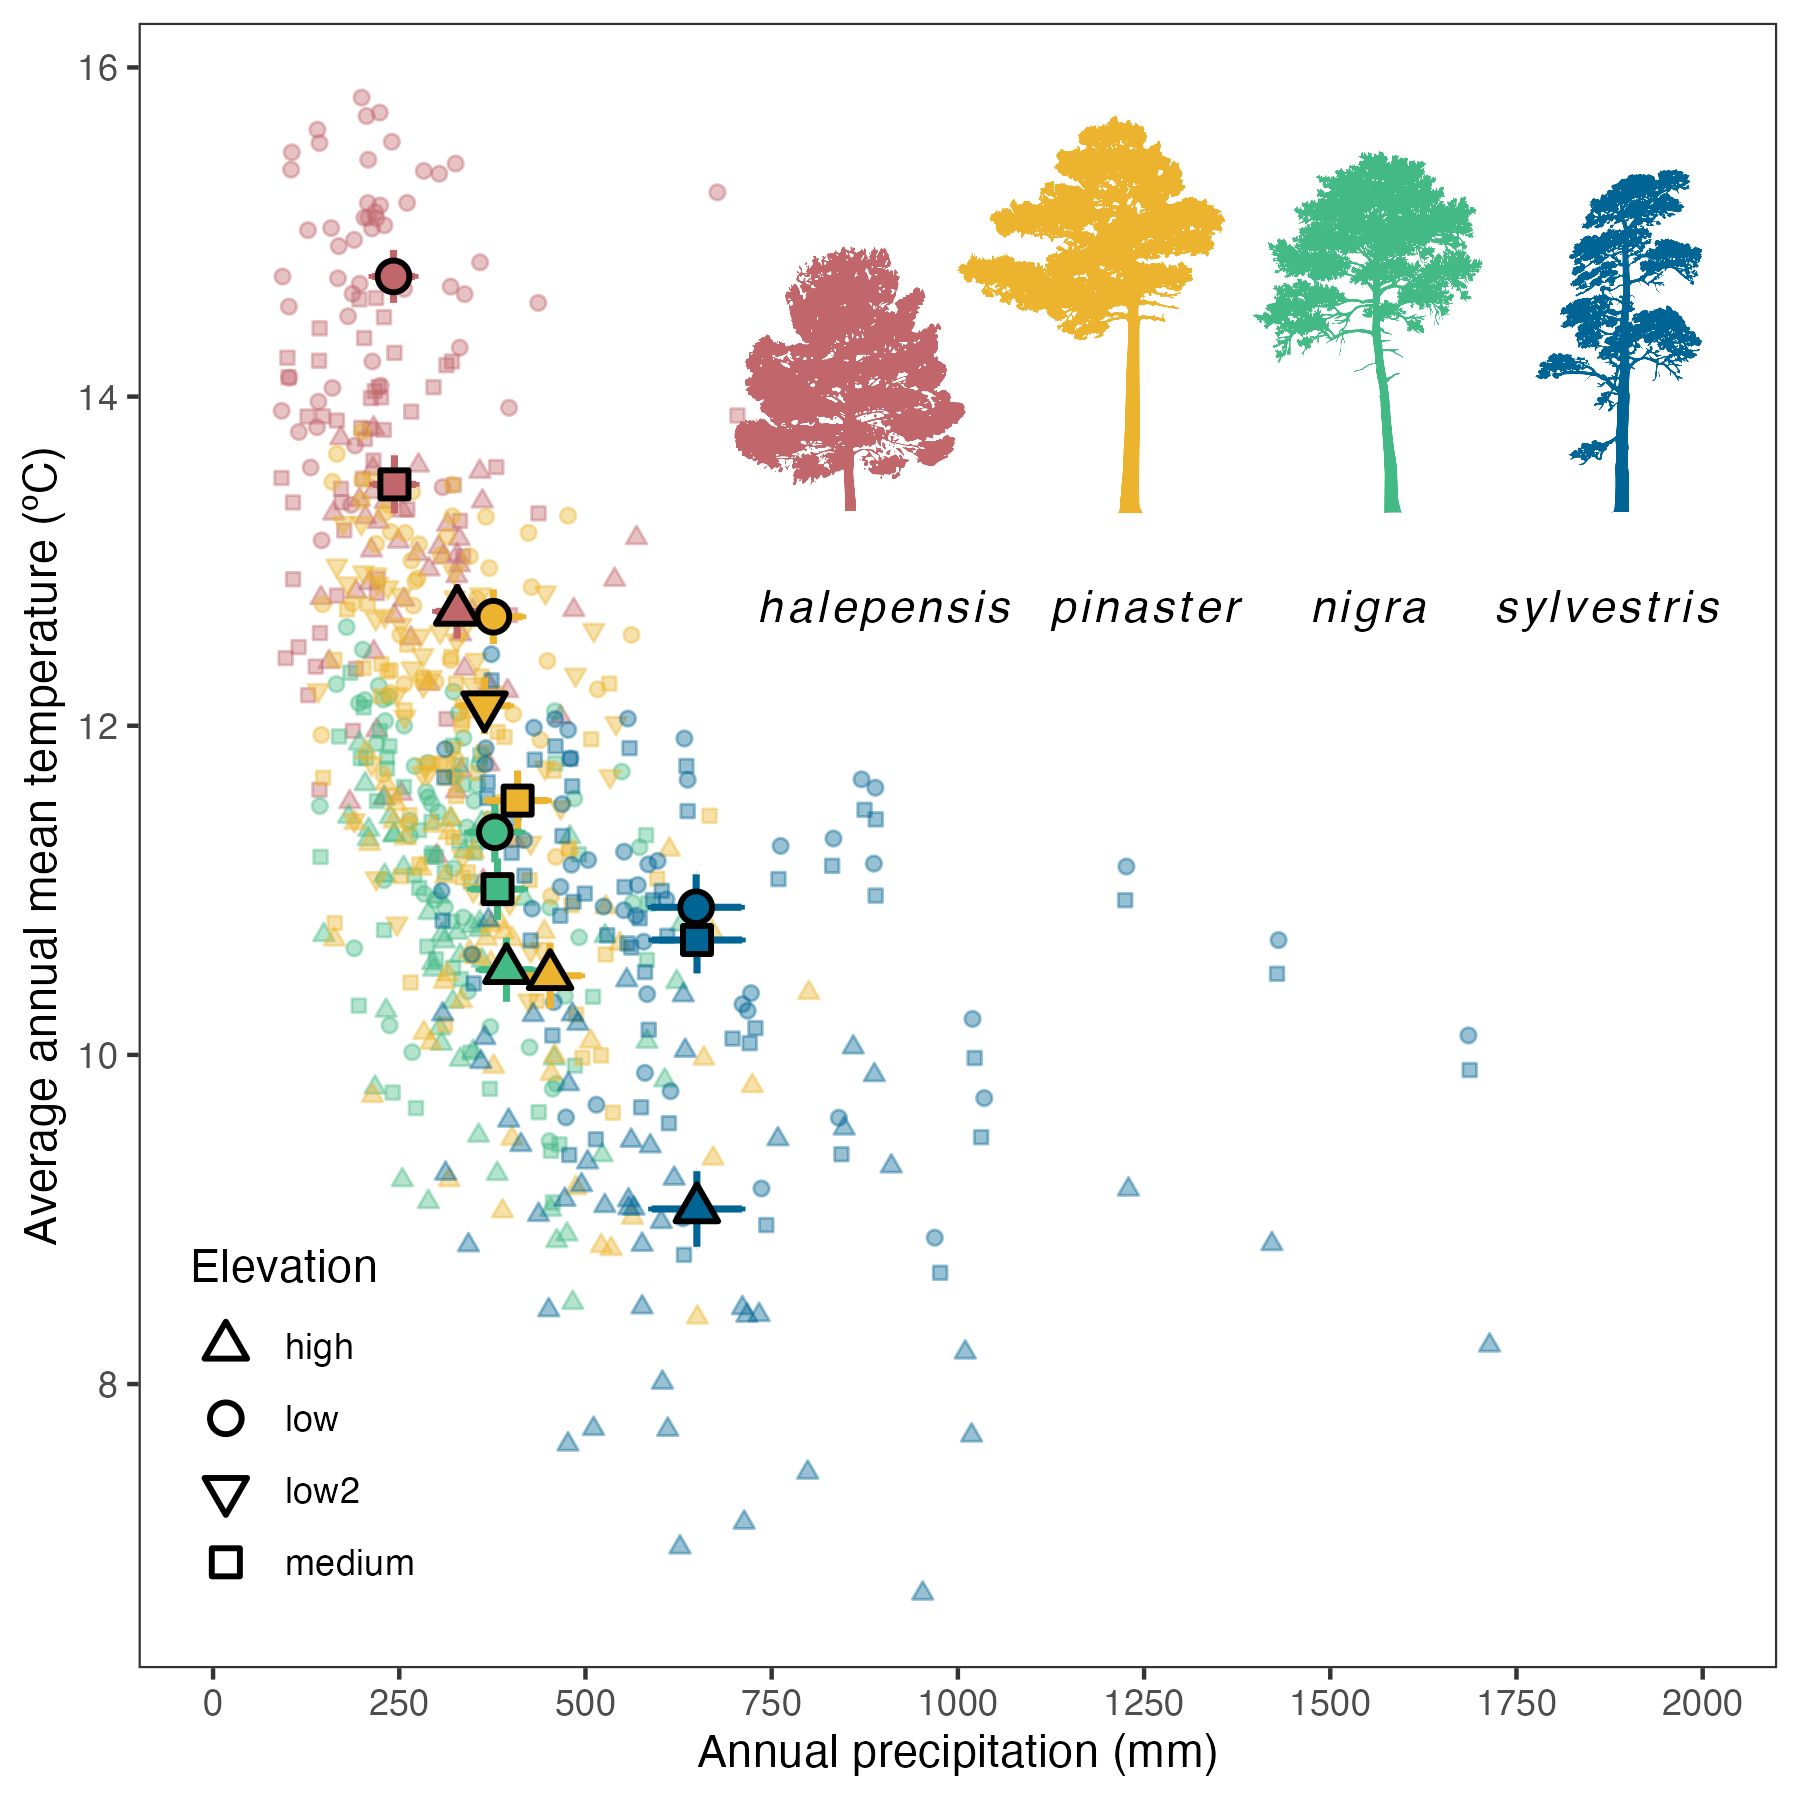 16
14
12
10
8
Average annual mean temperature (ºC)
halepensis pinaster nigra sylvestris
Elevation
high
low
low2
medium
0 250 500 750 1000 1250 1500 1750 2000
Annual precipitation (mm)